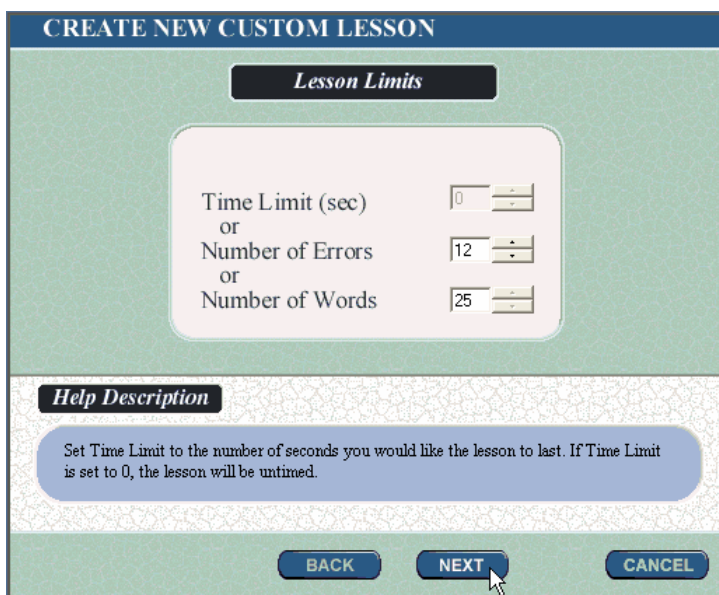 CREATE NEW CUSTOM LESSON
Lesson Limits
Time Limit (sec) 0
or
Number of Errors 12
or
Number of Words 25
Help Description
Set Time Limit to the number of seconds you would like the lesson to last. If Time Limit
is set to 0, the lesson will be untimed.
BACK NEXT CANCEL